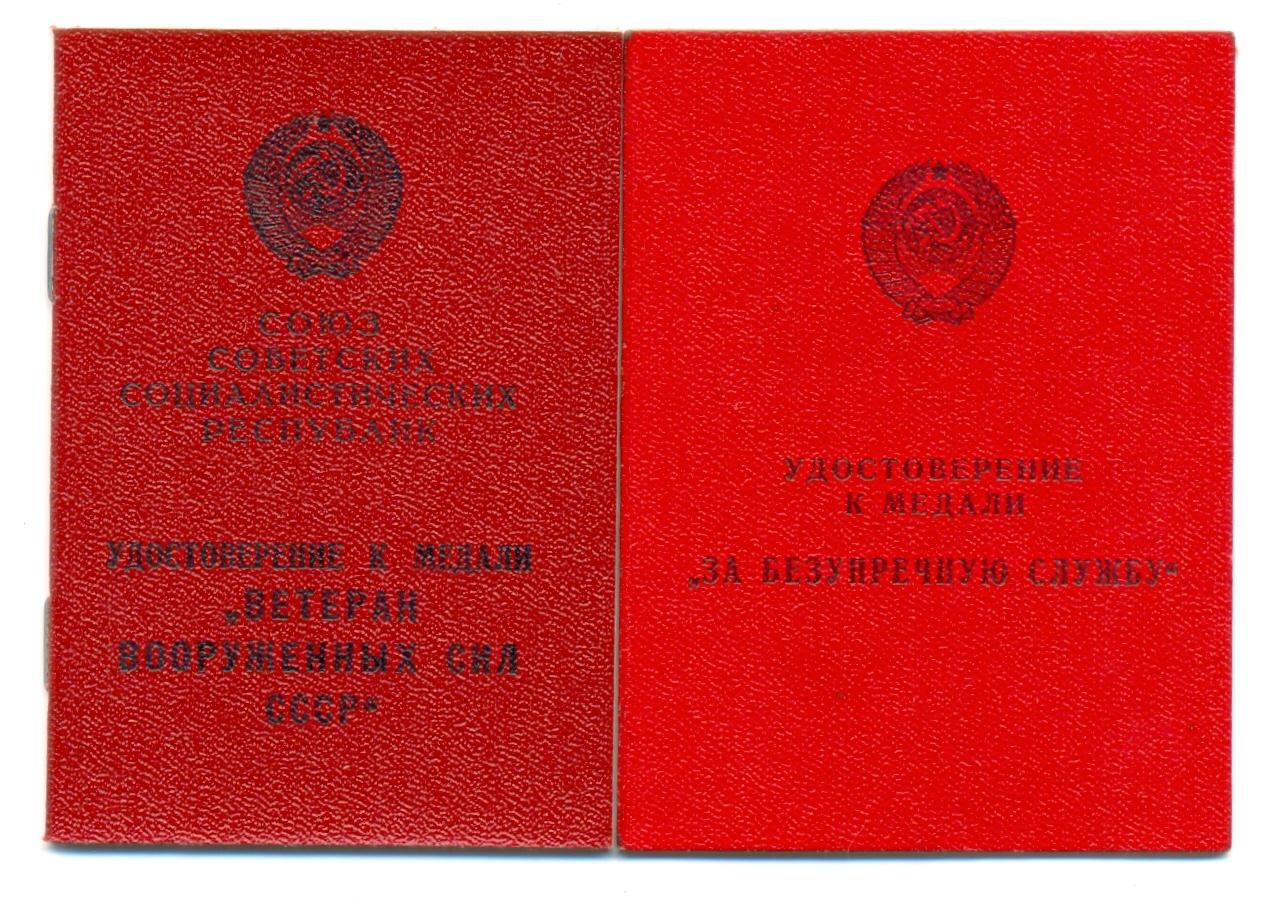 СОЮЗ
СОВЕТСКИХ
СОЦИАЛИСТИЧЕСКИХ
РЕСПУБЛИК
УДОСТОВЕРЕНИЕ К МЕДАЛИ
„ВЕТЕРАН
ВООРУЖЕННЫХ СИЛ
СССР“
УДОСТОВЕРЕНИЕ
К МЕДАЛИ
„ЗА БЕЗУПРЕЧНУЮ СЛУЖБУ“